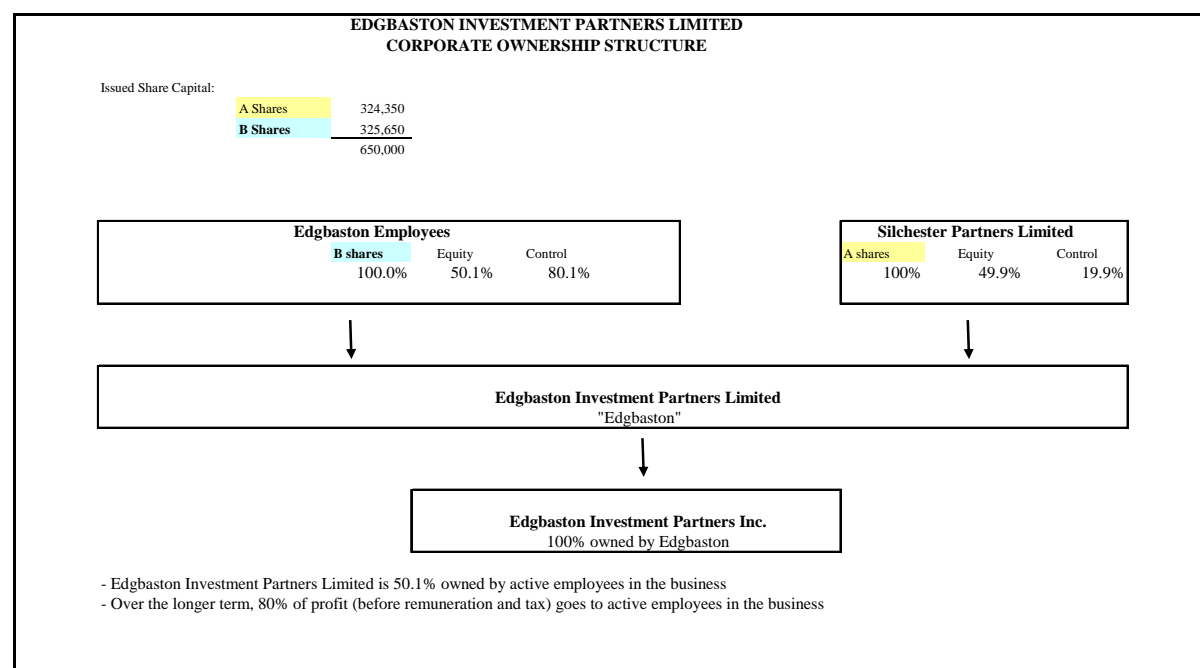 EDGBASTON INVESTMENT PARTNERS LIMITED
CORPORATE OWNERSHIP STRUCTURE
Issued Share Capital:
A Shares 324,350
B Shares 325,650
650,000
Edgbaston Employees
B shares Equity Control
100.0% 50.1% 80.1%
Silchester Partners Limited
A shares Equity Control
100% 49.9% 19.9%
Edgbaston Investment Partners Limited
"Edgbaston"
Edgbaston Investment Partners Inc.
100% owned by Edgbaston
- Edgbaston Investment Partners Limited is 50.1% owned by active employees in the business
- Over the longer term, 80% of profit (before remuneration and tax) goes to active employees in the business